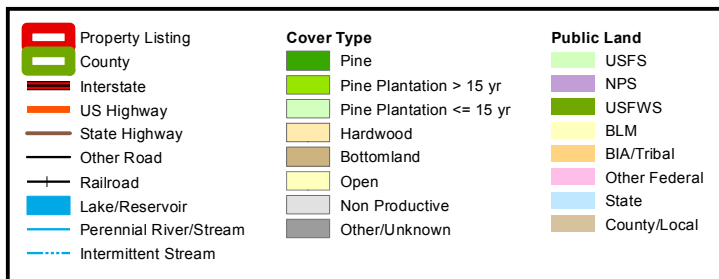 Property Listing
County
Interstate
US Highway
State Highway
Other Road
Railroad
Lake/Reservoir
Perennial River/Stream
Intermittent Stream
Cover Type
Pine
Pine Plantation > 15 yr
Pine Plantation <= 15 yr
Hardwood
Bottomland
Open
Non Productive
Other/Unknown
Public Land
USFS
NPS
USFWS
BLM
BIA/Tribal
Other Federal
State
County/Local